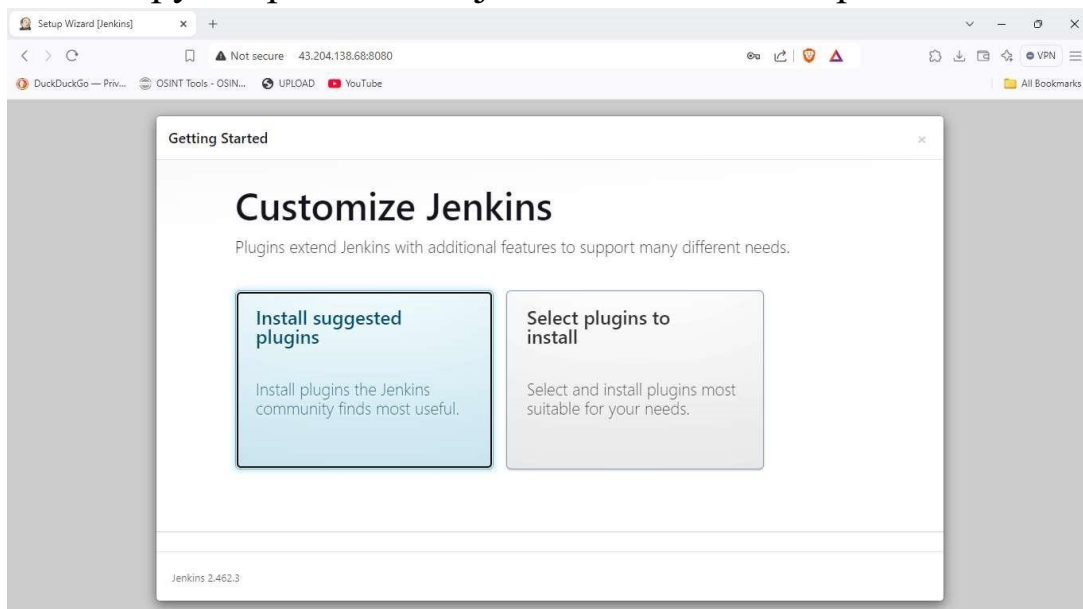 Setup Wizard [Jenkins]
Not secure 43.204.138.68:8080
VPN
DuckDuckGo — Priv... OSINT Tools - OSIN... UPLOAD YouTube
All Bookmarks
Getting Started
Customize Jenkins
Plugins extend Jenkins with additional features to support many different needs.
Install suggested
plugins
Install plugins the Jenkins
community finds most useful.
Select plugins to
install
Select and install plugins most
suitable for your needs.
Jenkins 2.462.3